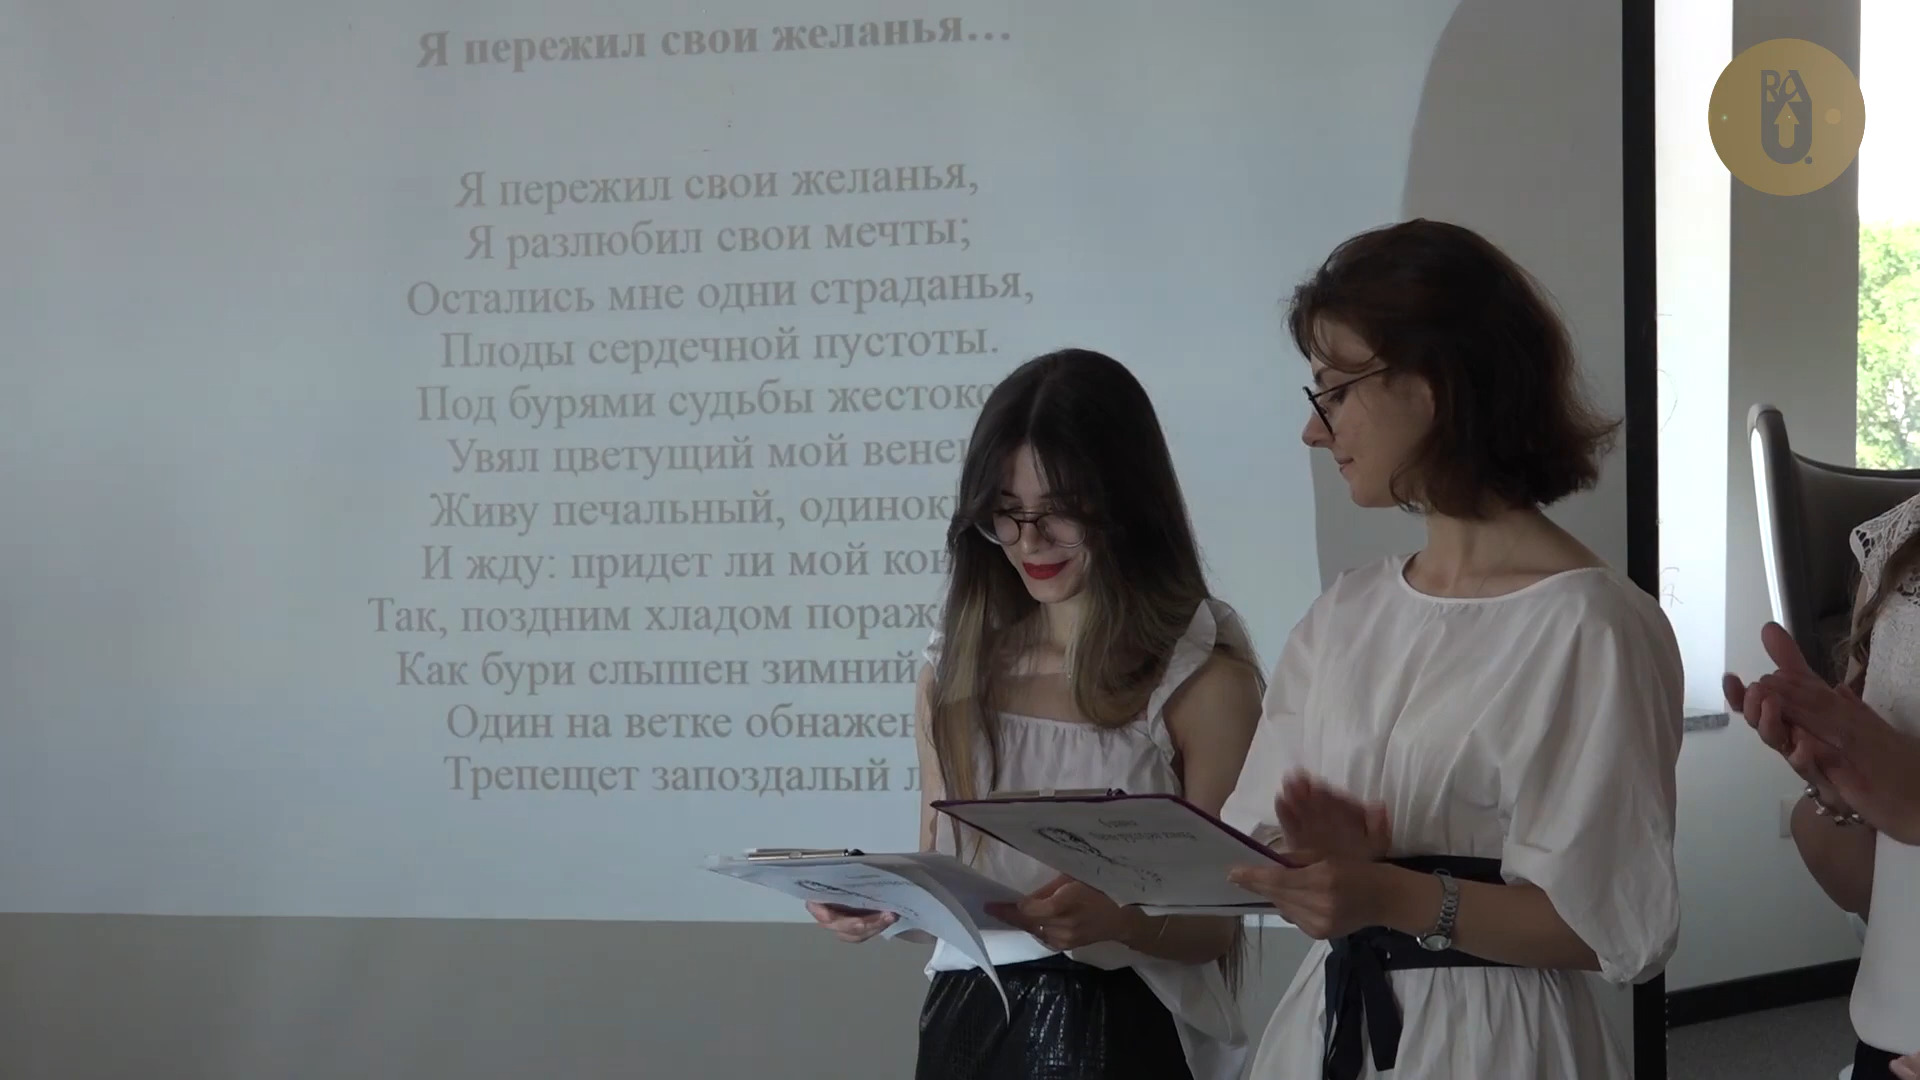 Я пережил свои желанья…
Я пережил свои желанья,
Я разлюбил свои мечты;
Остались мне одни страданья,
Плоды сердечной пустоты.
Под бурями судьбы жесток
Увял цветущий мой вене
Живу печальный, одинок
И жду: придет ли мой кон
Так, поздним хладом пораж
Как бури слышен зимний
Один на ветке обнажен
Трепещет запоздалый л
RAU